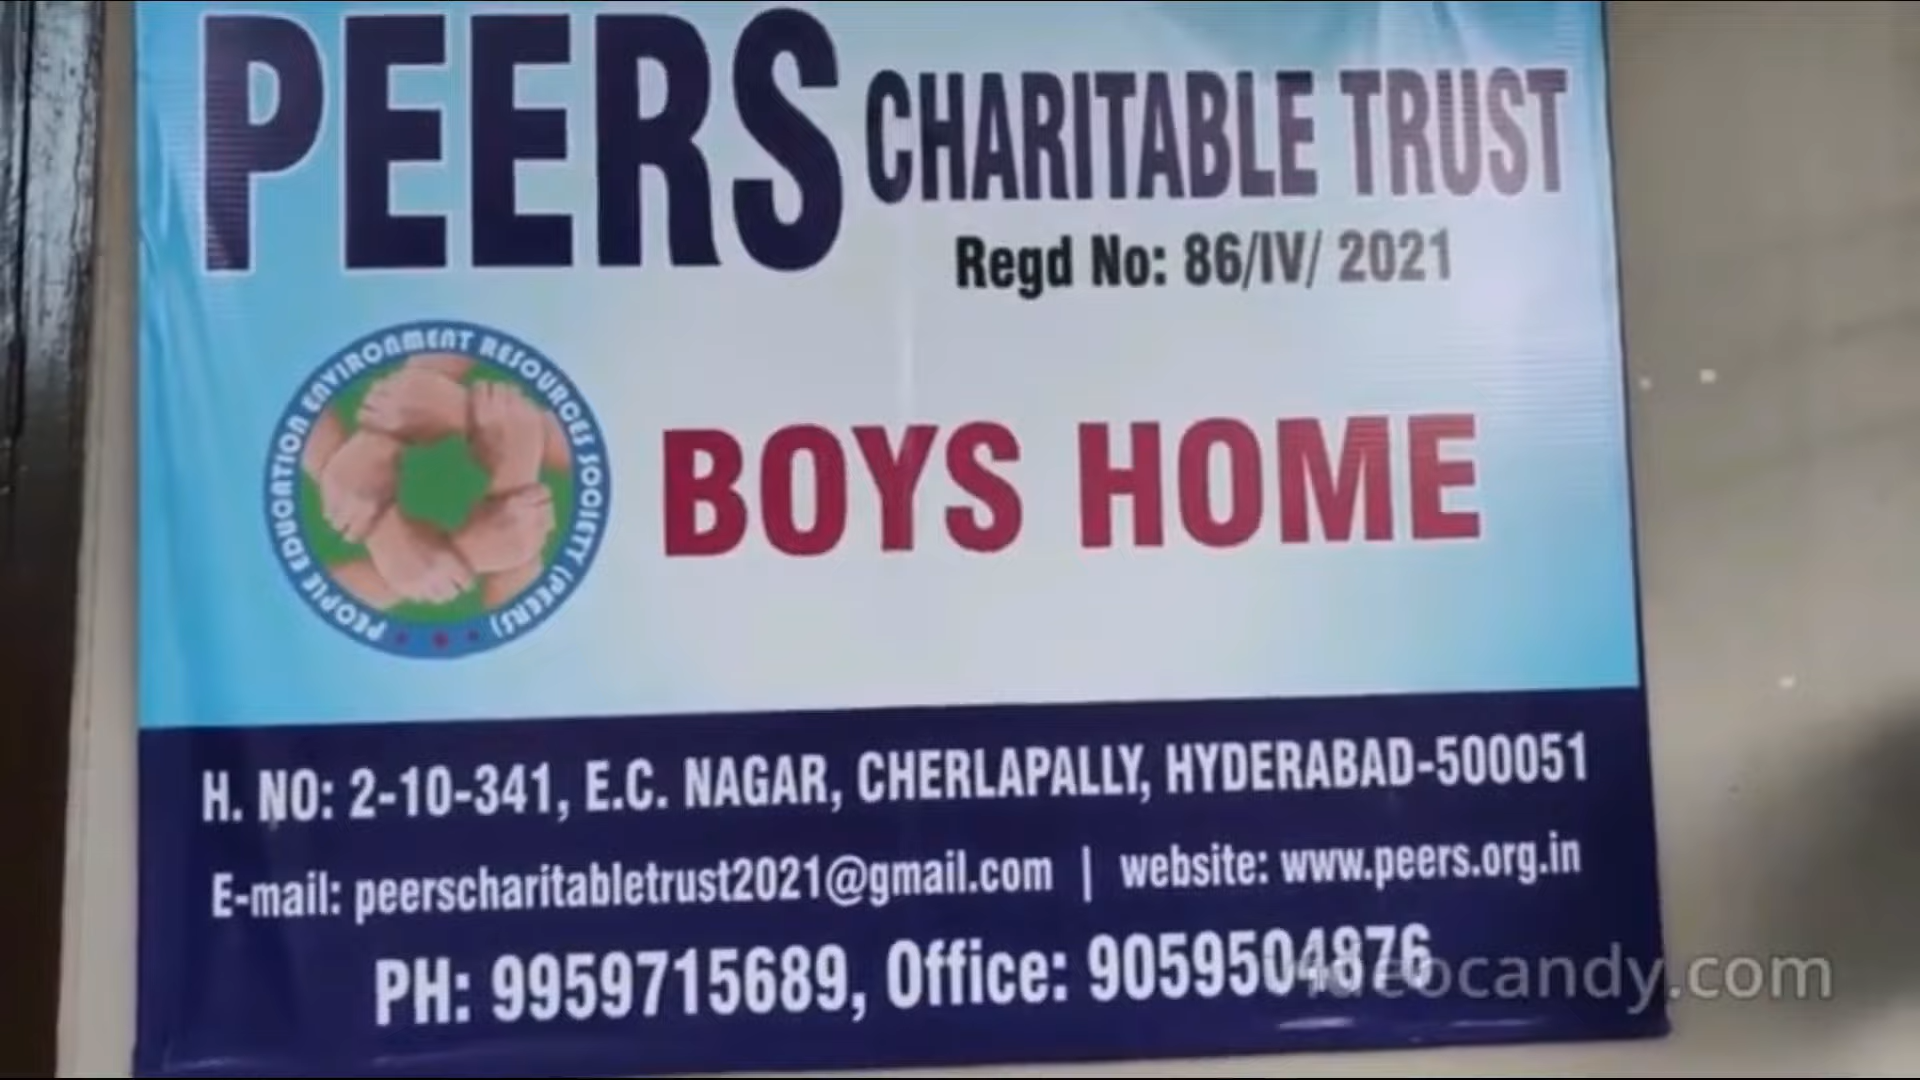 PEERS CHARITABLE TRUST
Regd No: 86/IV/ 2021
PEOPLE EDUCATION ENVIRONMENT RESOURCES SOCIETY (PEERS)
BOYS HOME
H. NO: 2-10-341, E.C. NAGAR, CHERLAPALLY, HYDERABAD-500051
E-mail: peerscharitabletrust2021@gmail.com | website: www.peers.org.in
PH: 9959715689, Office: 9059504876
videocandy.com